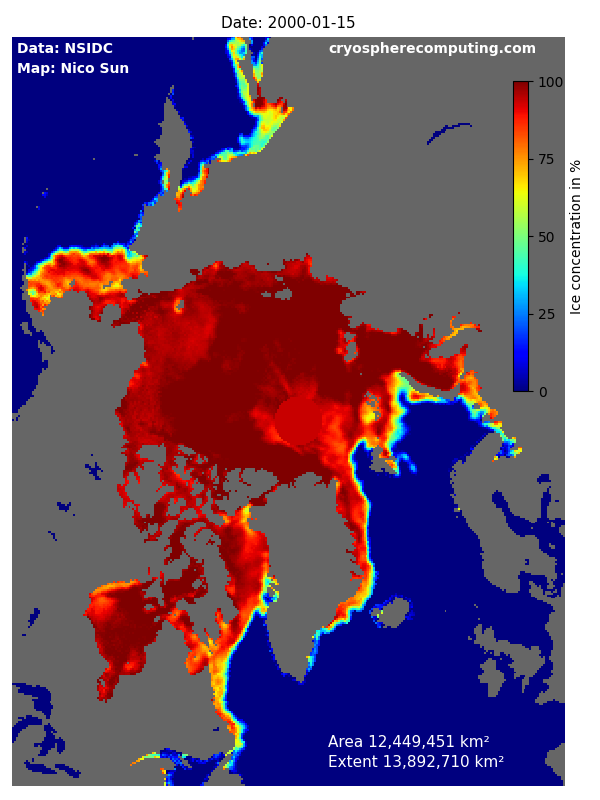 Date: 2000-01-15
Data: NSIDC
cryospherecomputing.com
Map: Nico Sun
100
75
50
25
0
Ice concentration in %
Area 12,449,451 km²
Extent 13,892,710 km²